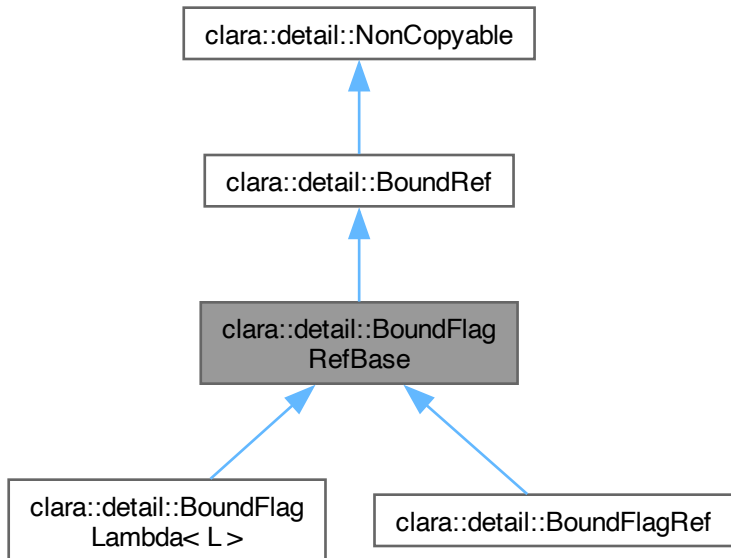 clara::detail::NonCopyable
clara::detail::BoundRef
clara::detail::BoundFlag
RefBase
clara::detail::BoundFlag
Lambda< L >
clara::detail::BoundFlagRef